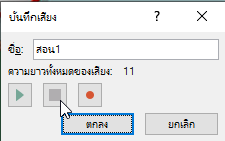 บันทึกเสียง ? ×
ชื่อ: สอน1
ความยาวทั้งหมดของเสียง: 11
ตกลง ยกเลิก